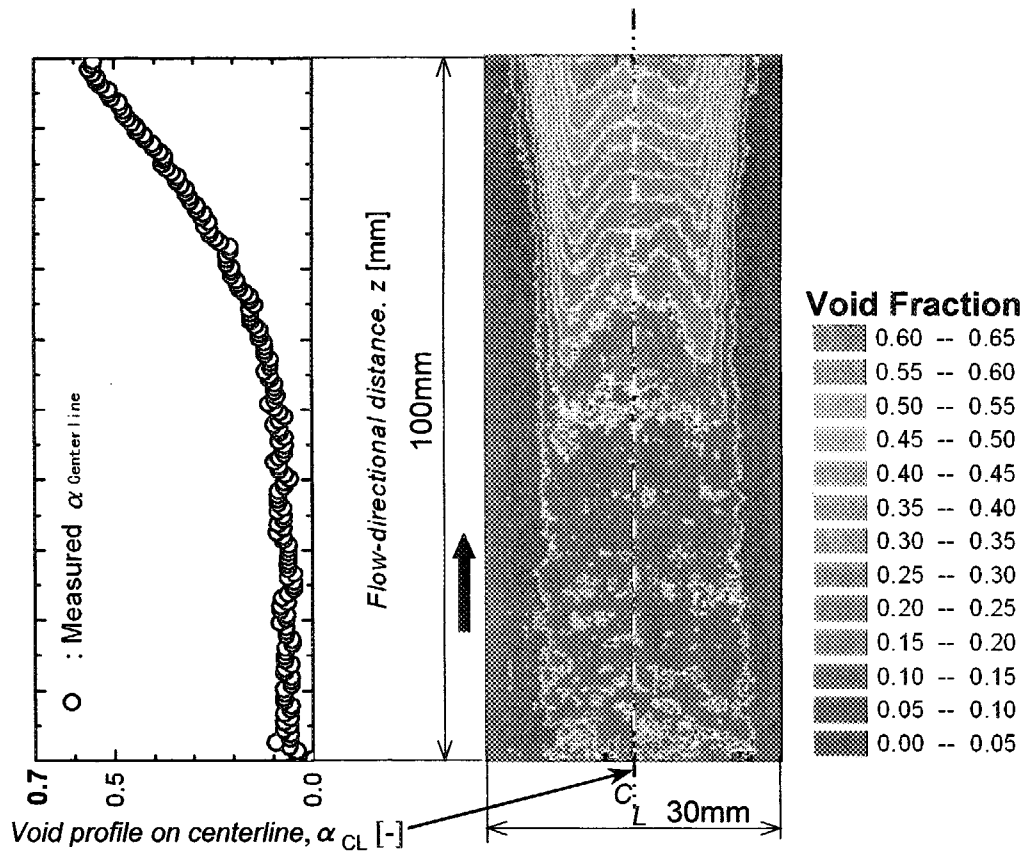 0.7
0.5
0.0
Void profile on centerline, α CL [-]
○ : Measured α Centerline
Flow-directional distance. z [mm]
100mm
CL
30mm
Void Fraction
0.60 -- 0.65
0.55 -- 0.60
0.50 -- 0.55
0.45 -- 0.50
0.40 -- 0.45
0.35 -- 0.40
0.30 -- 0.35
0.25 -- 0.30
0.20 -- 0.25
0.15 -- 0.20
0.10 -- 0.15
0.05 -- 0.10
0.00 -- 0.05